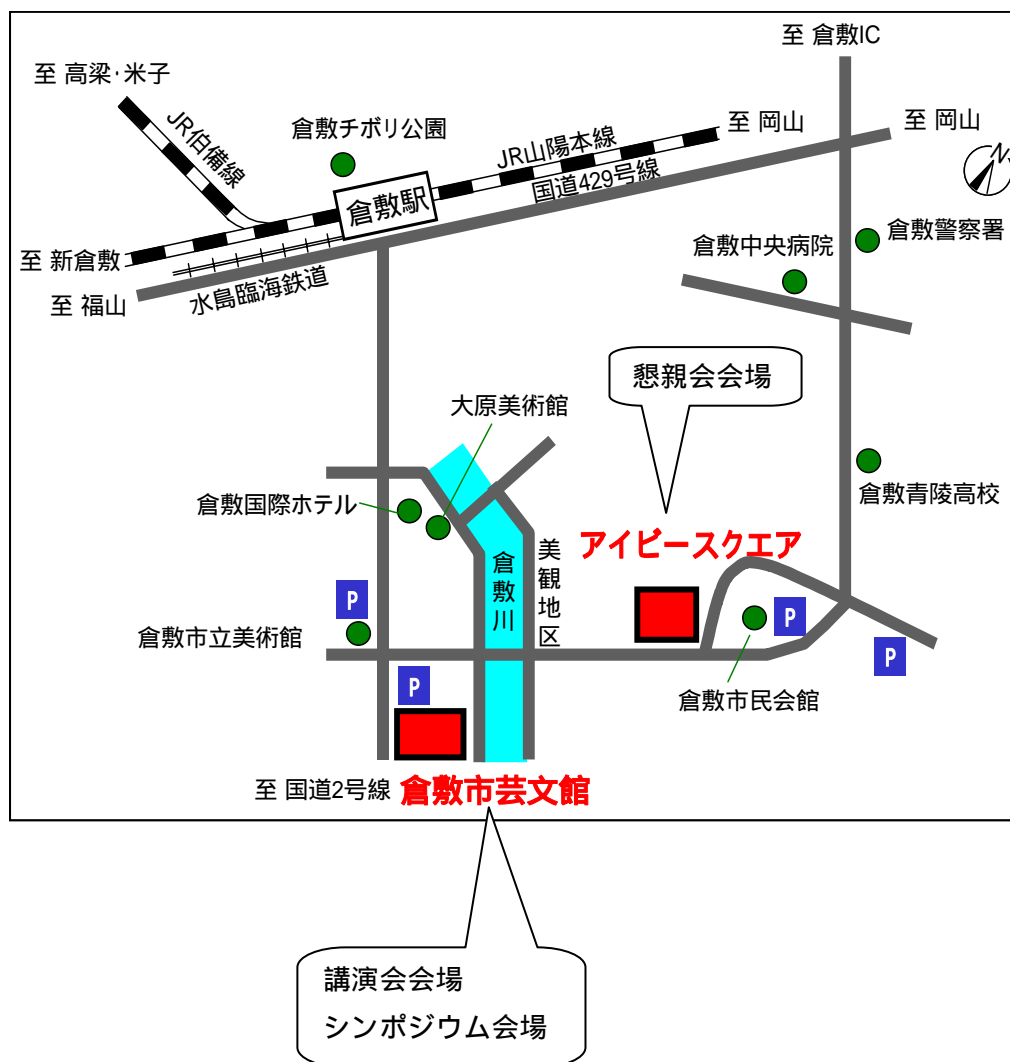 至 倉敷IC
至 高梁・米子
倉敷チボリ公園
至 岡山
至 岡山
JR伯備線
JR山陽本線
N
国道429号線
倉敷駅
倉敷警察署
倉敷中央病院
至 新倉敷
水島臨海鉄道
至 福山
懇親会会場
大原美術館
倉敷国際ホテル
倉敷青陵高校
アイビースクエア
倉敷川
美観地区
P
P
倉敷市立美術館
P
P
倉敷市民会館
至 国道2号線
倉敷市芸文館
講演会会場
シンポジウム会場